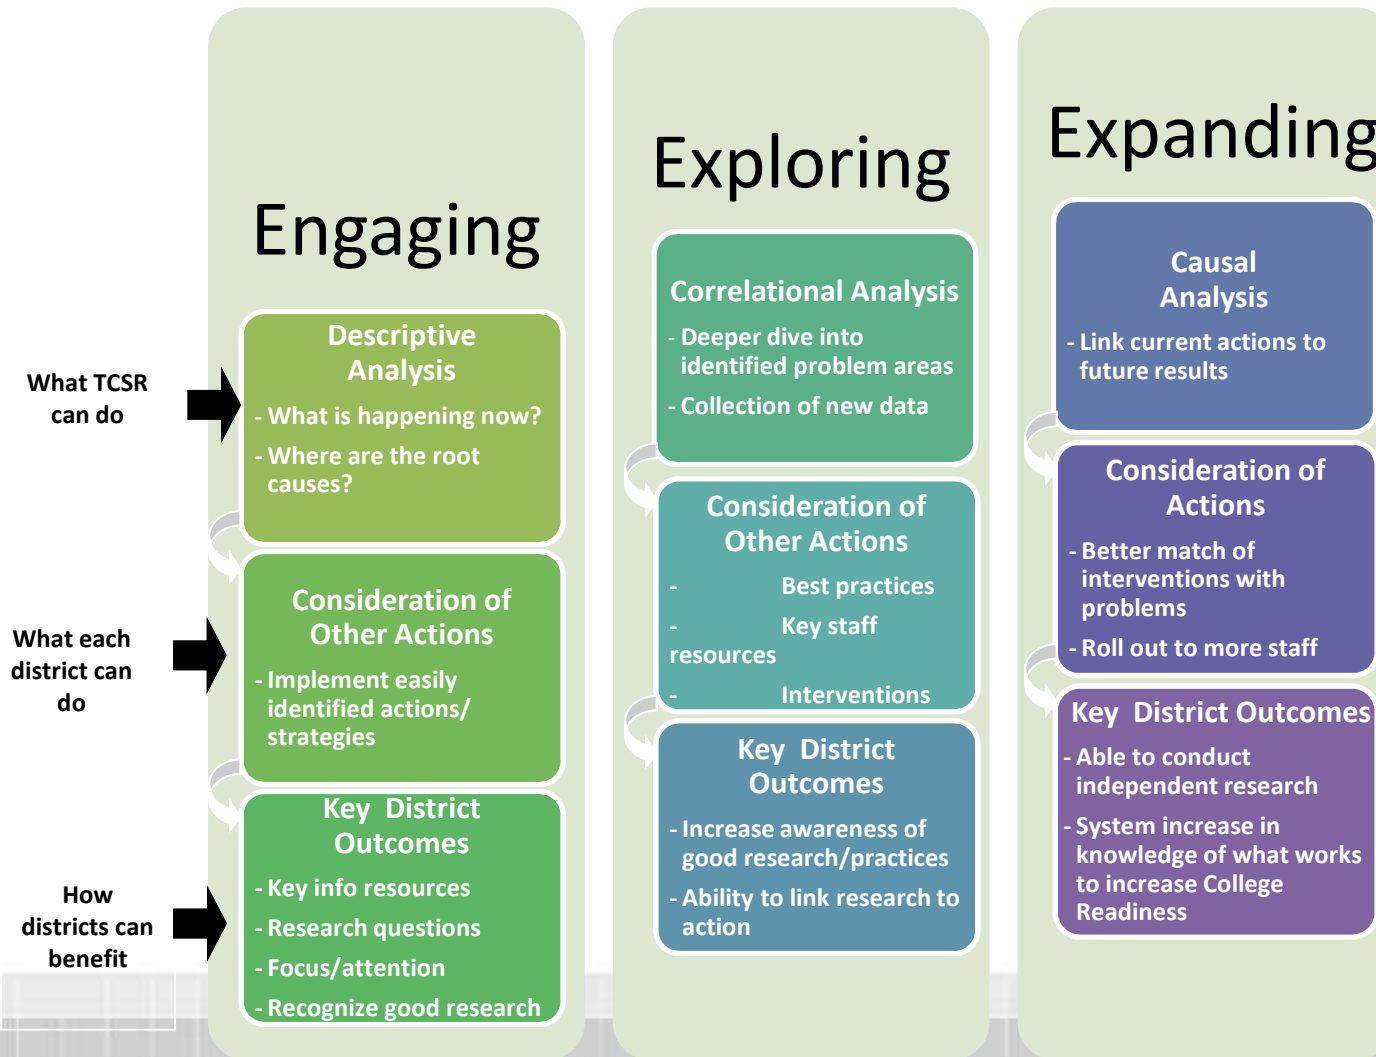 What TCSR
can do
What each
district can
do
How
districts can
benefit
Engaging
Descriptive
Analysis
- What is happening now?
- Where are the root
causes?
Consideration of
Other Actions
- Implement easily
identified actions/
strategies
Key District
Outcomes
- Key info resources
- Research questions
- Focus/attention
- Recognize good research
Exploring
Correlational Analysis
- Deeper dive into
identified problem areas
- Collection of new data
Consideration of
Other Actions
- Best practices
- Key staff
resources
- Interventions
Key District
Outcomes
- Increase awareness of
good research/practices
- Ability to link research to
action
Expanding
Causal
Analysis
- Link current actions to
future results
Consideration of
Actions
- Better match of
interventions with
problems
- Roll out to more staff
Key District Outcomes
- Able to conduct
independent research
- System increase in
knowledge of what works
to increase College
Readiness